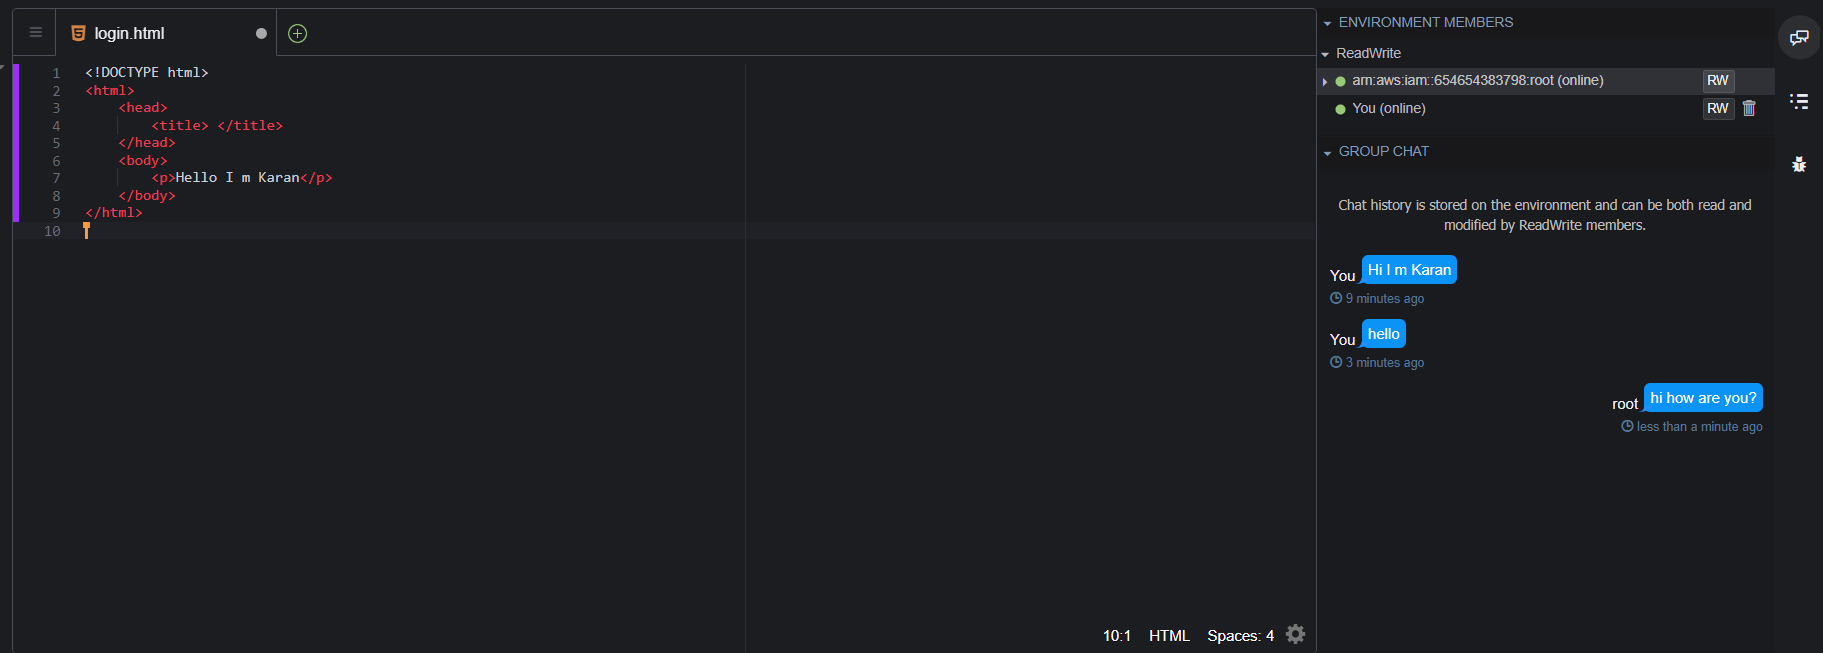 login.html
1 <!DOCTYPE html>
2 <html>
3 <head>
4 <title> </title>
5 </head>
6 <body>
7 <p>Hello I m Karan</p>
8 </body>
9 </html>
10
10:1 HTML Spaces: 4
ENVIRONMENT MEMBERS
ReadWrite
arn:aws:iam::654654383798:root (online) RW
You (online) RW
GROUP CHAT
Chat history is stored on the environment and can be both read and
modified by ReadWrite members.
You Hi I m Karan
9 minutes ago
You hello
3 minutes ago
root hi how are you?
less than a minute ago